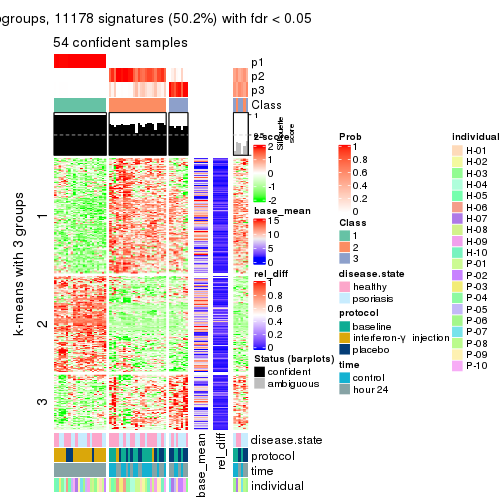 ogroups, 11178 signatures (50.2%) with fdr < 0.05
54 confident samples
p1
p2
p3
Class
1
Silhouette
score
k-means with 3 groups
1
2
3
z-score
2
1
0
-1
-2
base_mean
15
10
5
0
rel_diff
1
0.8
0.6
0.4
0.2
0
Status (barplots)
confident
ambiguous
Prob
1
0.8
0.6
0.4
0.2
0
Class
1
2
3
disease.state
healthy
psoriasis
protocol
baseline
interferon-γ injection
placebo
time
control
hour 24
individual
H-01
H-02
H-03
H-04
H-05
H-06
H-07
H-08
H-09
H-10
P-01
P-02
P-03
P-04
P-05
P-06
P-07
P-08
P-09
P-10
disease.state
protocol
time
individual
base_mean
rel_diff